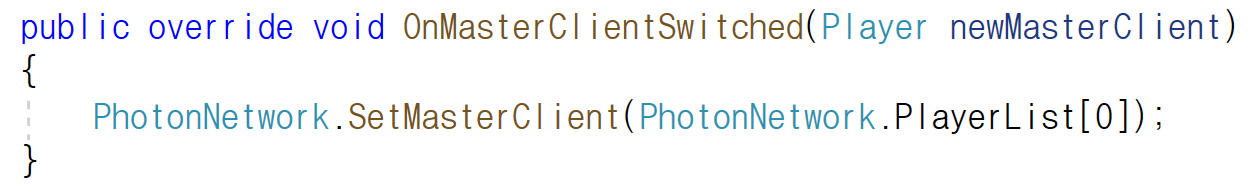 public override void OnMasterClientSwitched(Player newMasterClient)
{
    PhotonNetwork.SetMasterClient(PhotonNetwork.PlayerList[0]);
}